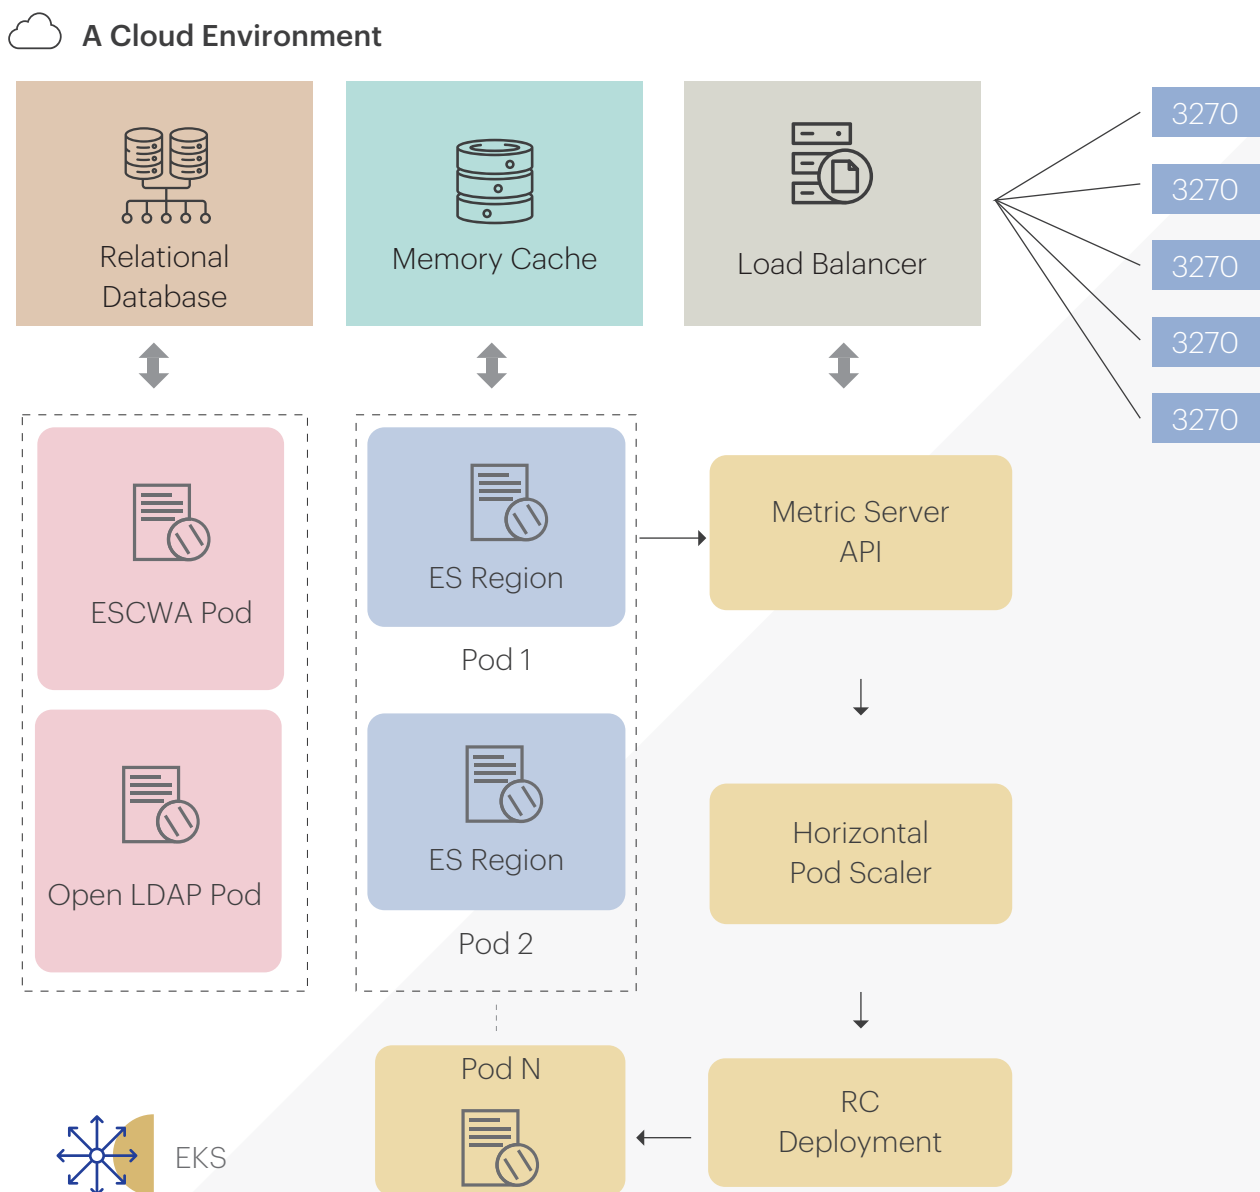 A Cloud Environment
Relational
Database
Memory Cache
Load Balancer
3270
3270
3270
3270
3270
ESCWA Pod
Open LDAP Pod
ES Region
Pod 1
ES Region
Pod 2
Metric Server
API
Horizontal
Pod Scaler
RC
Deployment
Pod N
EKS